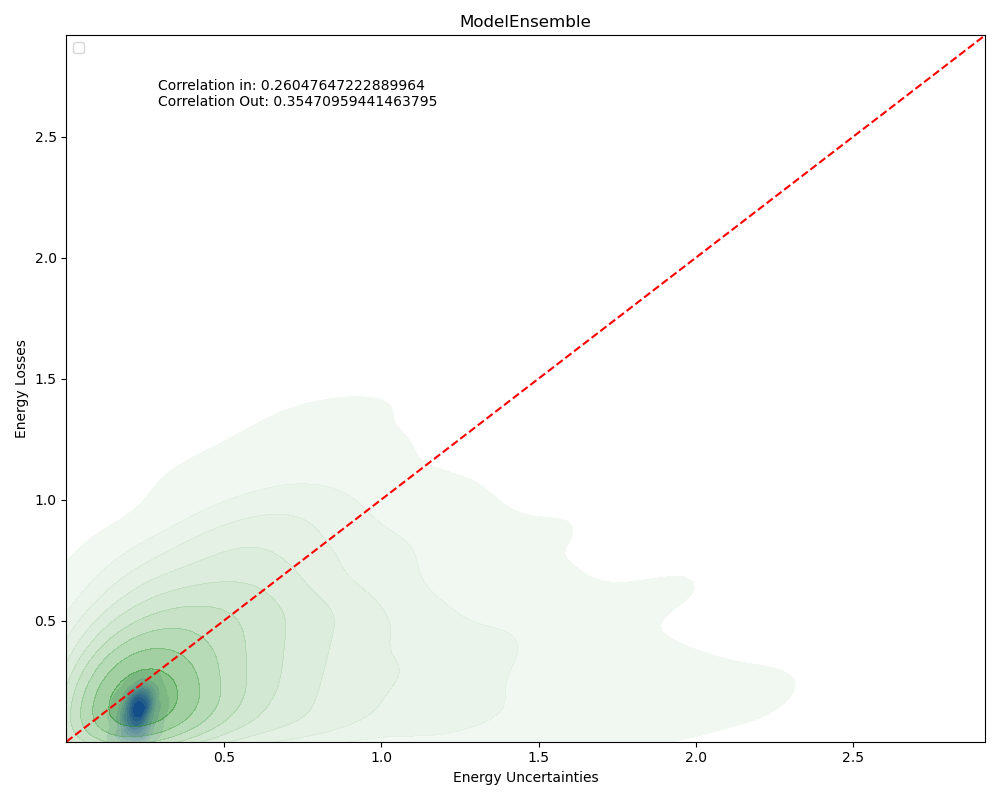 ModelEnsemble
Correlation in: 0.26047647222889964
Correlation Out: 0.35470959441463795
2.5
2.0
1.5
1.0
0.5
Energy Losses
0.5 1.0 1.5 2.0 2.5
Energy Uncertainties